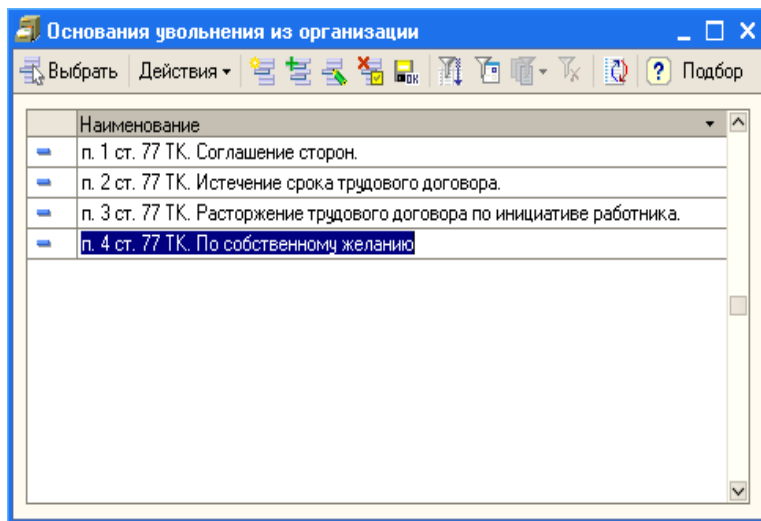 Основания увольнения из организации
Выбрать Действия ОК ? Подбор
Наименование
п. 1 ст. 77 ТК. Соглашение сторон.
п. 2 ст. 77 ТК. Истечение срока трудового договора.
п. 3 ст. 77 ТК. Расторжение трудового договора по инициативе работника.
п. 4 ст. 77 ТК. По собственному желанию